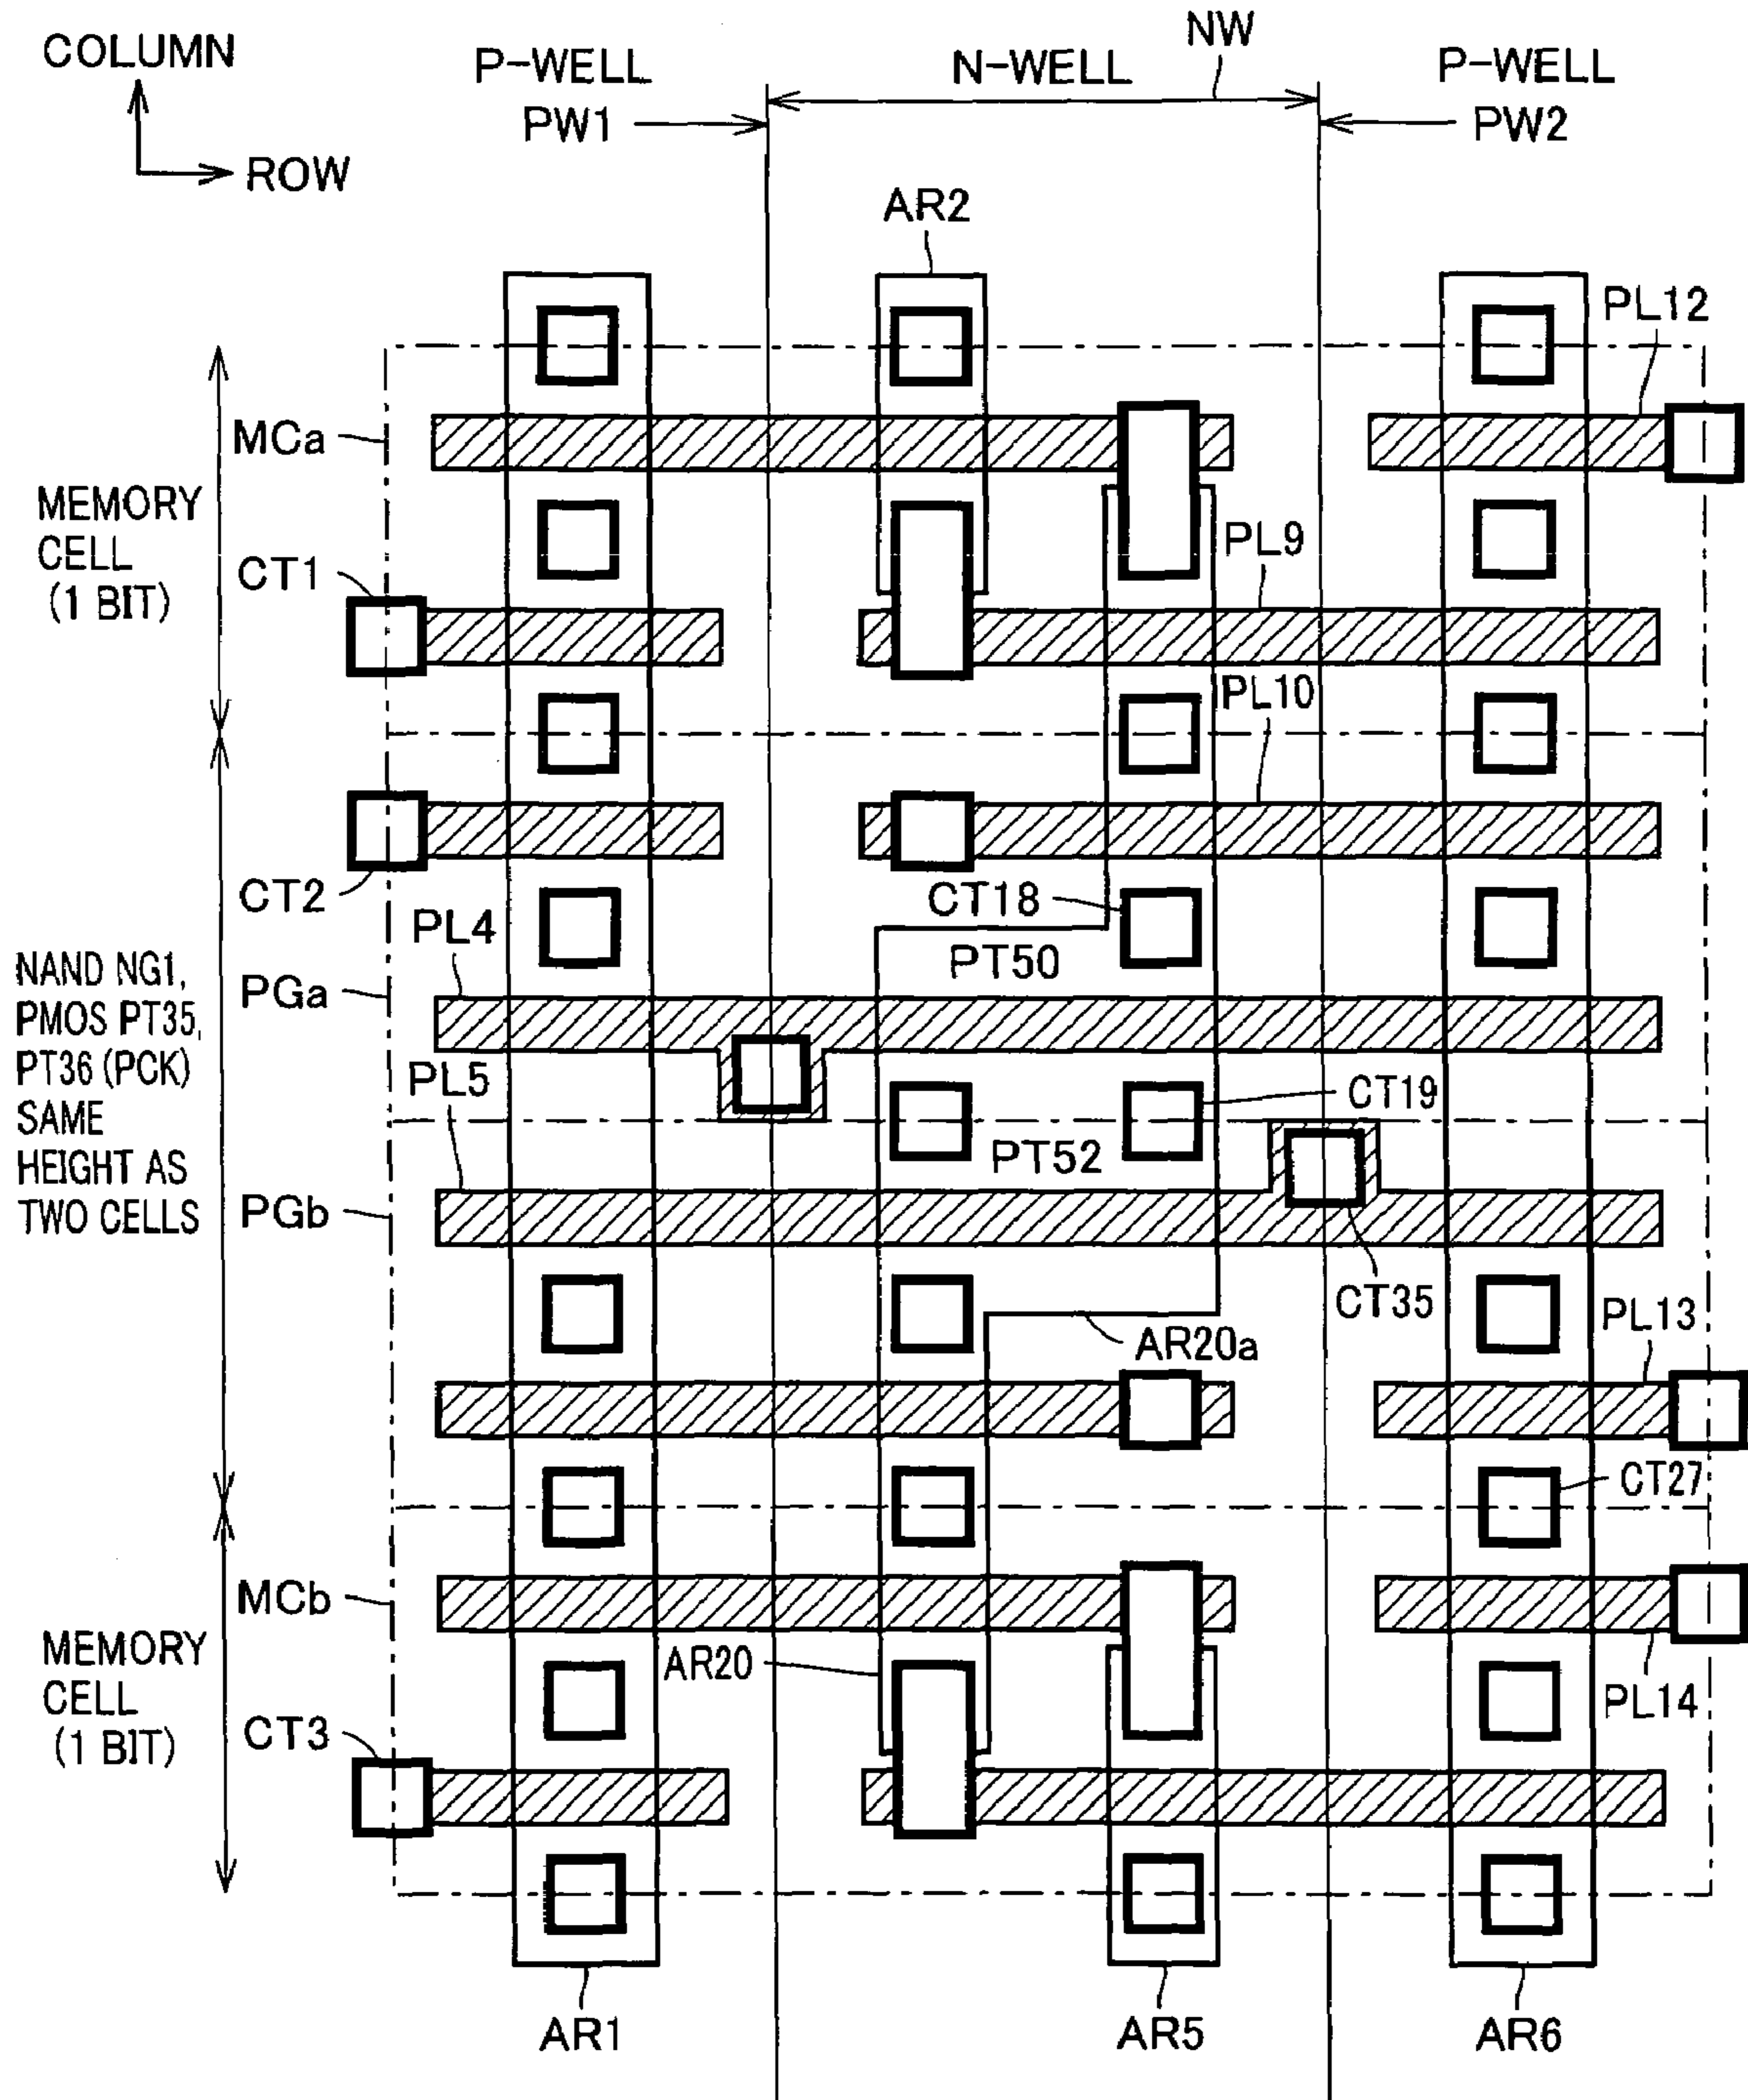 COLUMN
ROW
P-WELL
PW1
N-WELL
NW
P-WELL
PW2
AR2
PL12
MCa
MEMORY
CELL
(1 BIT)
CT1
PL9
PL10
CT2
CT18
PL4
PT50
NAND NG1,
PMOS PT35,
PT36 (PCK)
SAME
HEIGHT AS
TWO CELLS
PGa
PL5
CT19
PT52
PGb
CT35
PL13
AR20a
CT27
MCb
AR20
MEMORY
CELL
(1 BIT)
PL14
CT3
AR1
AR5
AR6